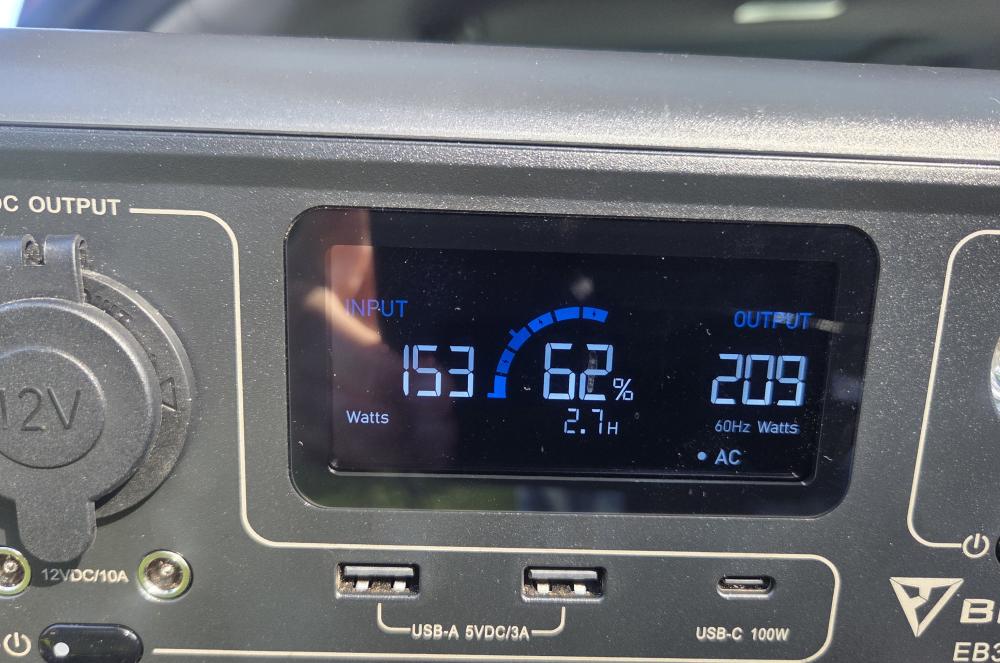 DC OUTPUT
INPUT
OUTPUT
153
62%
209
Watts
2.7H
60Hz Watts
• AC
12V
12VDC/10A
USB-A 5VDC/3A
USB-C 100W